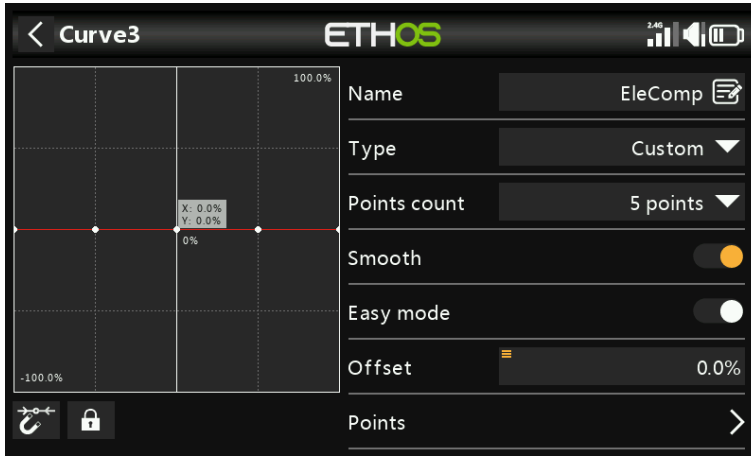 Curve3
ETHOS
2.4G
100.0%
X: 0.0%
Y: 0.0%
0%
-100.0%
Name
EleComp
Type
Custom
Points count
5 points
Smooth
Easy mode
Offset
0.0%
Points